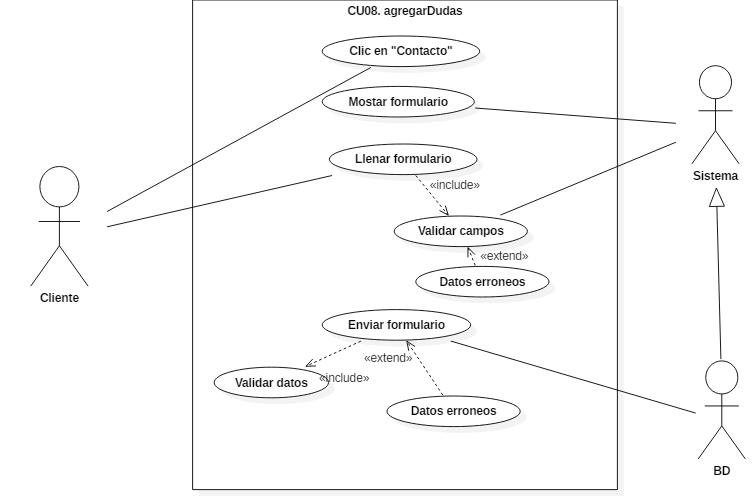 CU08. agregarDudas
Clic en "Contacto"
Mostar formulario
Llenar formulario
Sistema
«include»
Validar campos
«extend»
Datos erroneos
Cliente
Enviar formulario
«extend»
«include»
Validar datos
Datos erroneos
BD